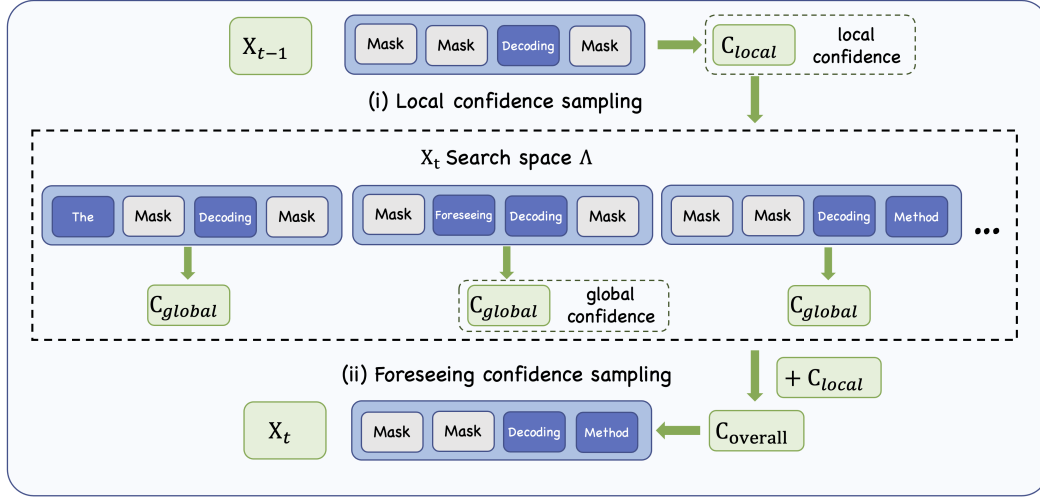 X_{t−1} Mask Mask Decoding Mask C_{local} local
confidence
(i) Local confidence sampling
X_t Search space Λ
The Mask Decoding Mask Mask Foreseeing Decoding Mask Mask Mask Decoding Method ...
C_{global} C_{global} global
confidence C_{global}
(ii) Foreseeing confidence sampling
+ C_{local}
X_t Mask Mask Decoding Method C_{overall}